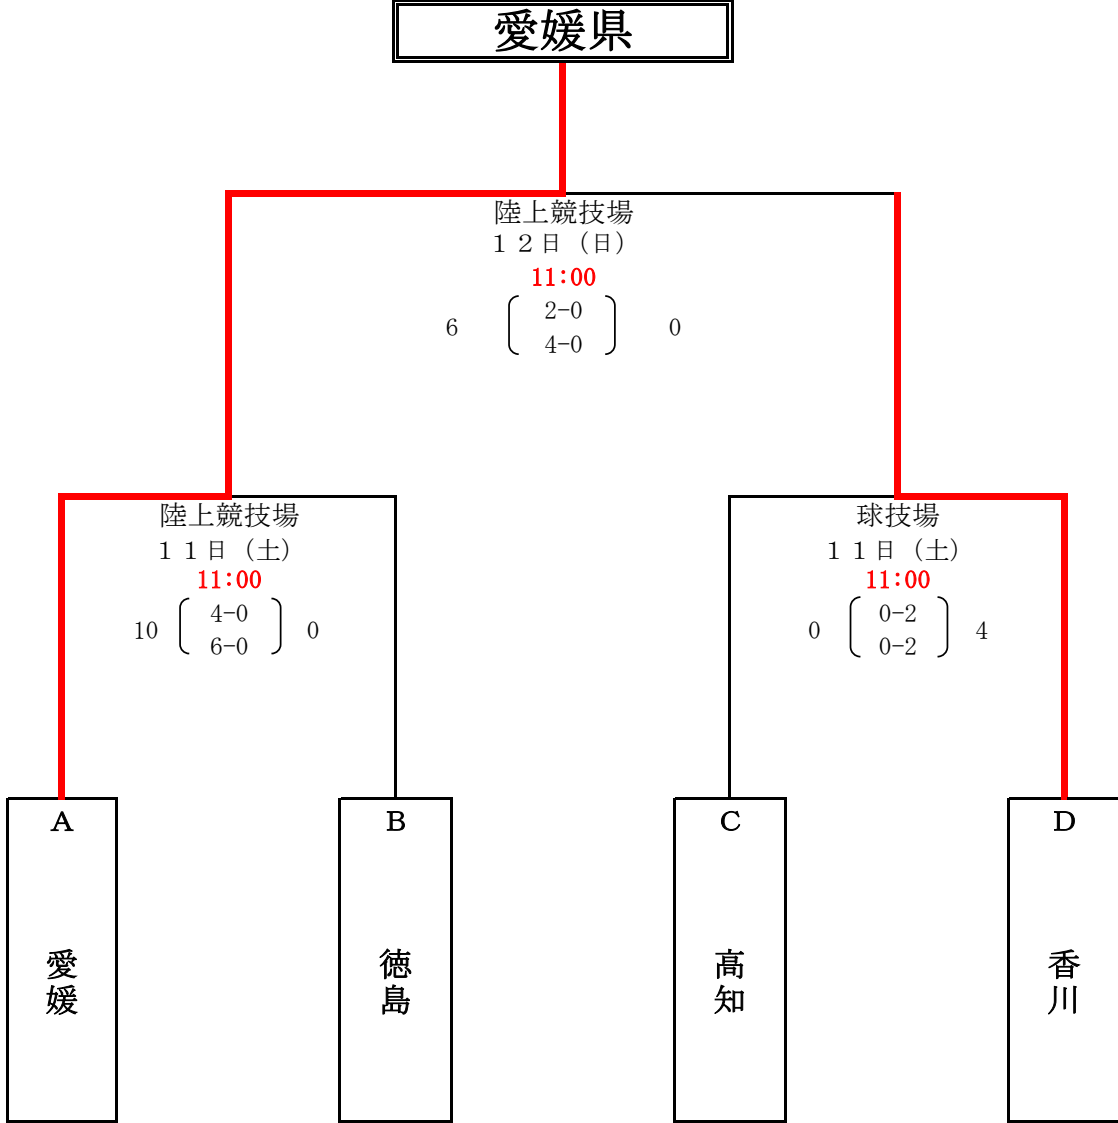 愛媛県
陸上競技場
１２日（日）
11:00
2-0
6 0
4-0
陸上競技場
１１日（土）
11:00
4-0
10 0
6-0
球技場
１１日（土）
11:00
0-2
0 4
0-2
A
愛媛
B
徳島
C
高知
D
香川